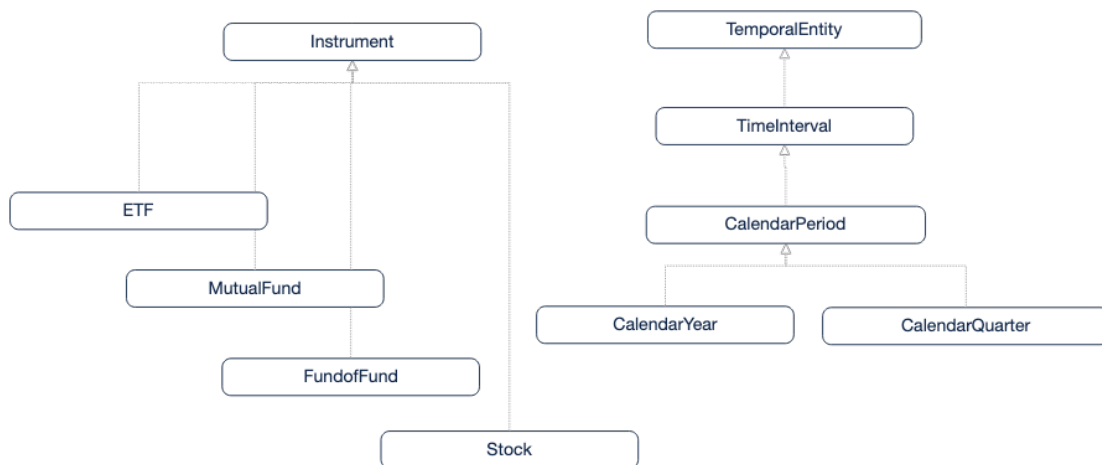 Instrument
TemporalEntity
TimeInterval
ETF
CalendarPeriod
MutualFund
CalendarYear
CalendarQuarter
FundofFund
Stock